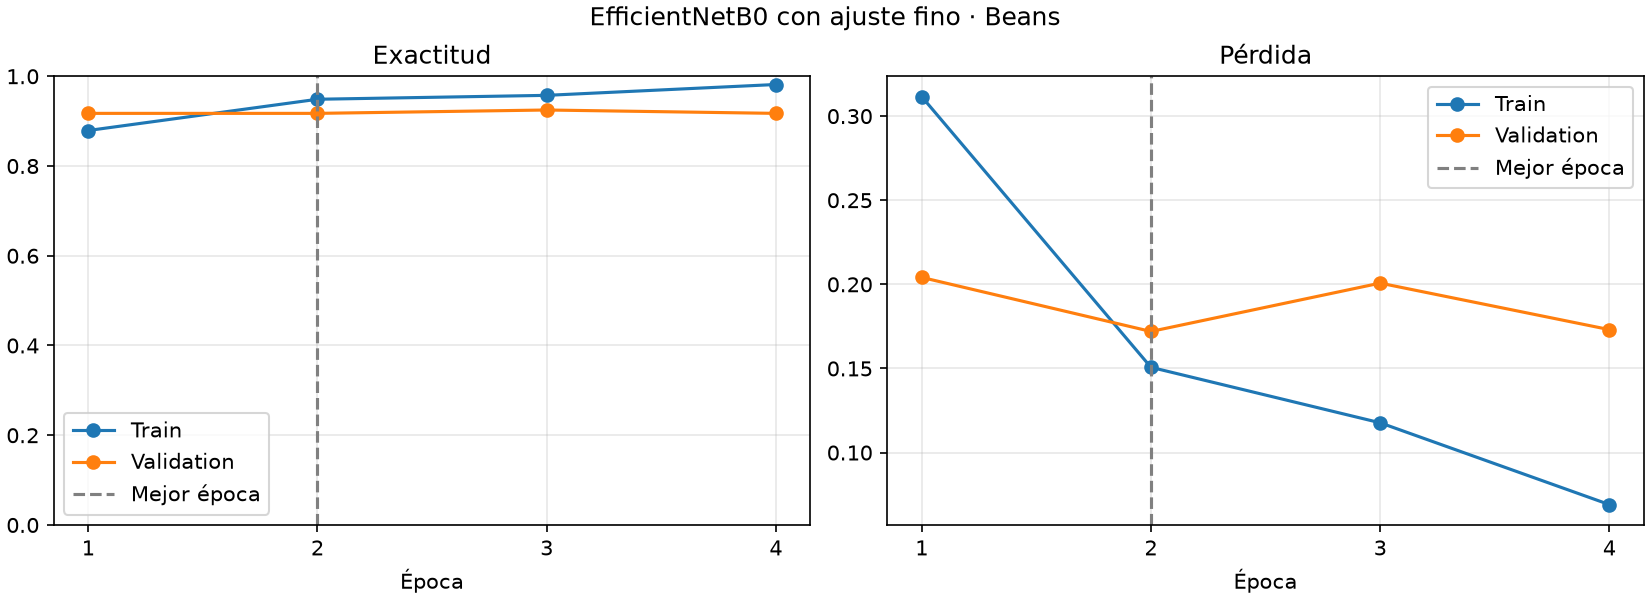 EfficientNetB0 con ajuste fino · Beans
Exactitud
1.0
0.8
0.6
0.4
0.2
0.0
1
2
3
4
Época
Train
Validation
Mejor época
Pérdida
0.30
0.25
0.20
0.15
0.10
1
2
3
4
Época
Train
Validation
Mejor época